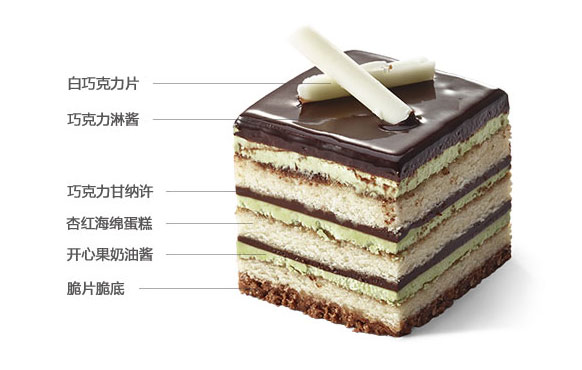 白巧克力片
巧克力淋酱
巧克力甘纳许
杏红海绵蛋糕
开心果奶油酱
脆片脆底